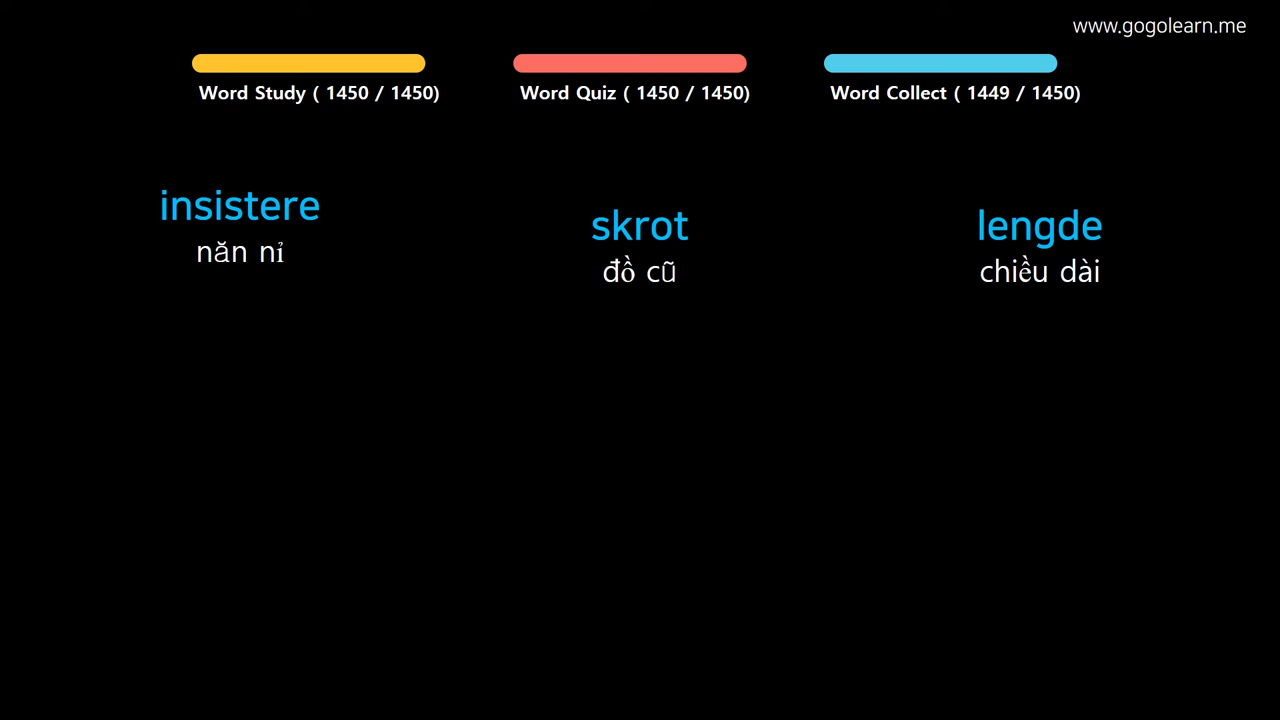 www.gogolearn.me
Word Study ( 1450 / 1450)
Word Quiz ( 1450 / 1450)
Word Collect ( 1449 / 1450)
insistere
năn nỉ
skrot
đồ cũ
lengde
chiều dài